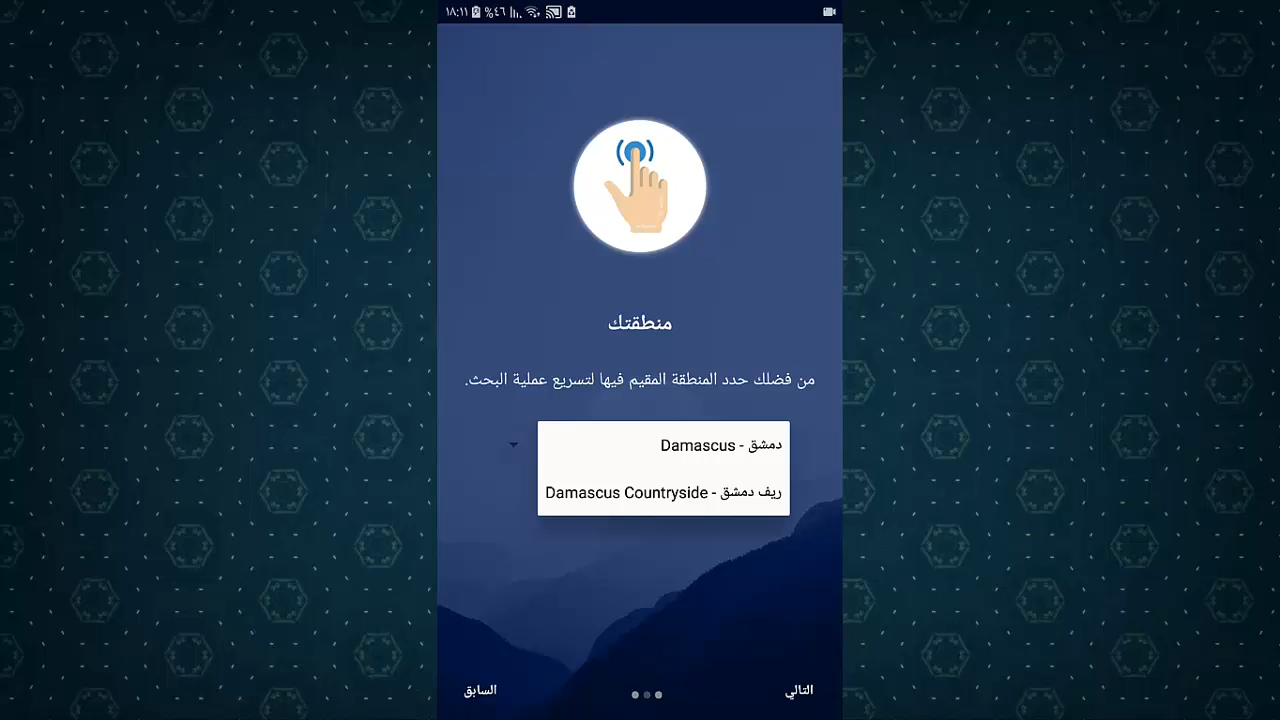 ١٨:١١ %٤٦
منطقتك
من فضلك حدد المنطقة المقيم فيها لتسريع عملية البحث.
دمشق - Damascus
ريف دمشق - Damascus Countryside
التالي
السابق